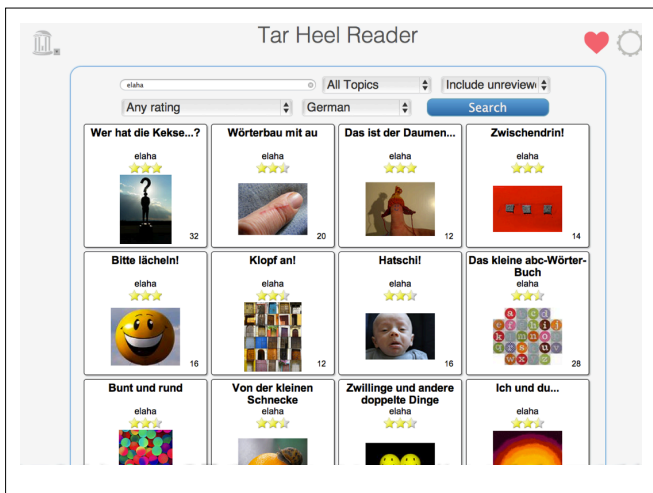 Tar Heel Reader
elaha
All Topics
Include unreview
Any rating
German
Search
Wer hat die Kekse...?
elaha
32
Wörterbau mit au
elaha
20
Das ist der Daumen...
elaha
12
Zwischendrin!
elaha
14
Bitte lächeln!
elaha
16
Klopf an!
elaha
12
Hatschi!
elaha
16
Das kleine abc-Wörter-
Buch
elaha
28
Bunt und rund
elaha
Von der kleinen
Schnecke
elaha
Zwillinge und andere
doppelte Dinge
elaha
Ich und du...
elaha